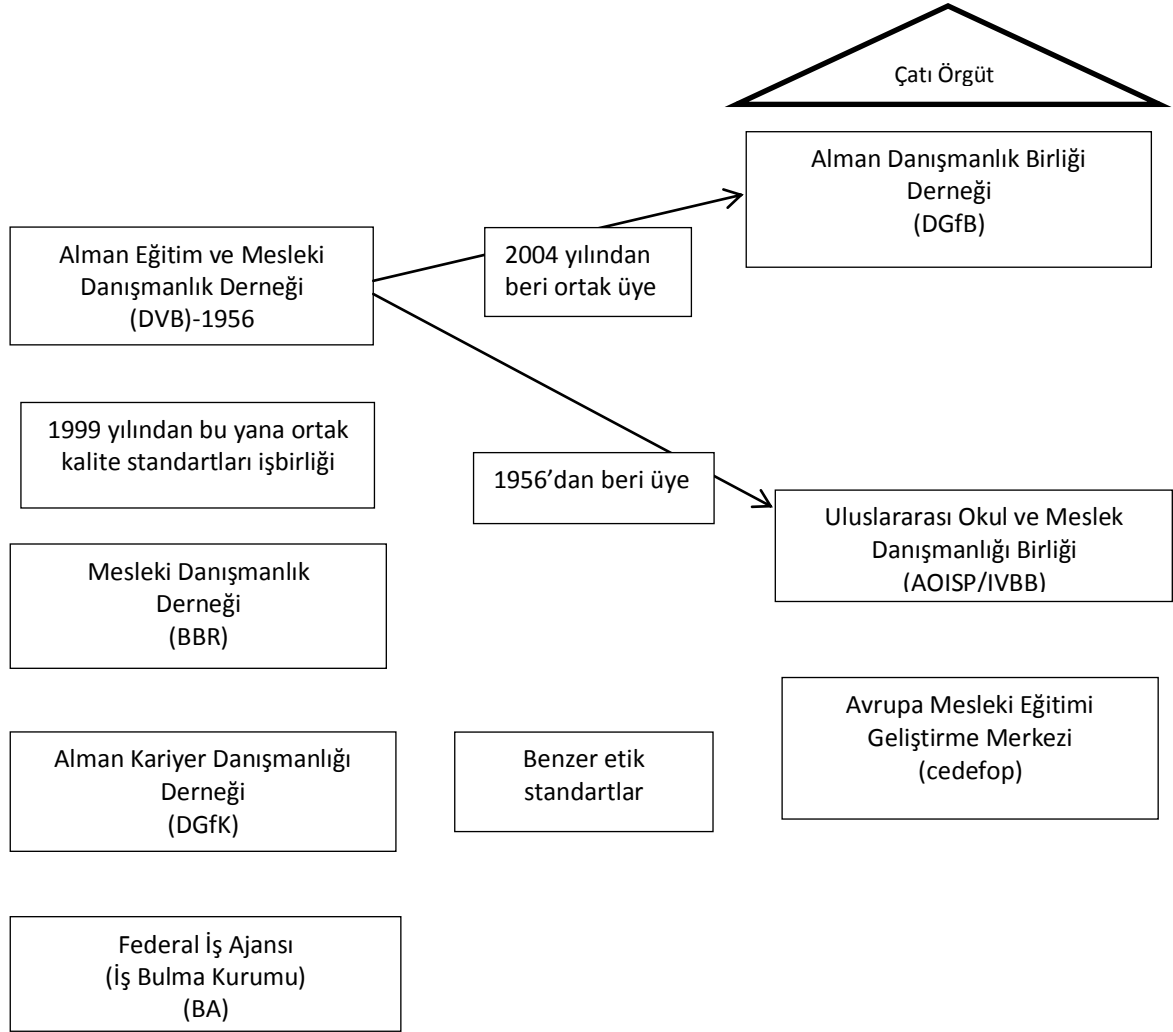 Çatı Örgüt
Alman Danışmanlık Birliği
Derneği
(DGfB)
Alman Eğitim ve Mesleki
Danışmanlık Derneği
(DVB)-1956
2004 yılından
beri ortak üye
1999 yılından bu yana ortak
kalite standartları işbirliği
1956’dan beri üye
Uluslararası Okul ve Meslek
Danışmanlığı Birliği
(AOISP/IVBB)
Mesleki Danışmanlık
Derneği
(BBR)
Avrupa Mesleki Eğitimi
Geliştirme Merkezi
(cedefop)
Alman Kariyer Danışmanlığı
Derneği
(DGfK)
Benzer etik
standartlar
Federal İş Ajansı
(İş Bulma Kurumu)
(BA)